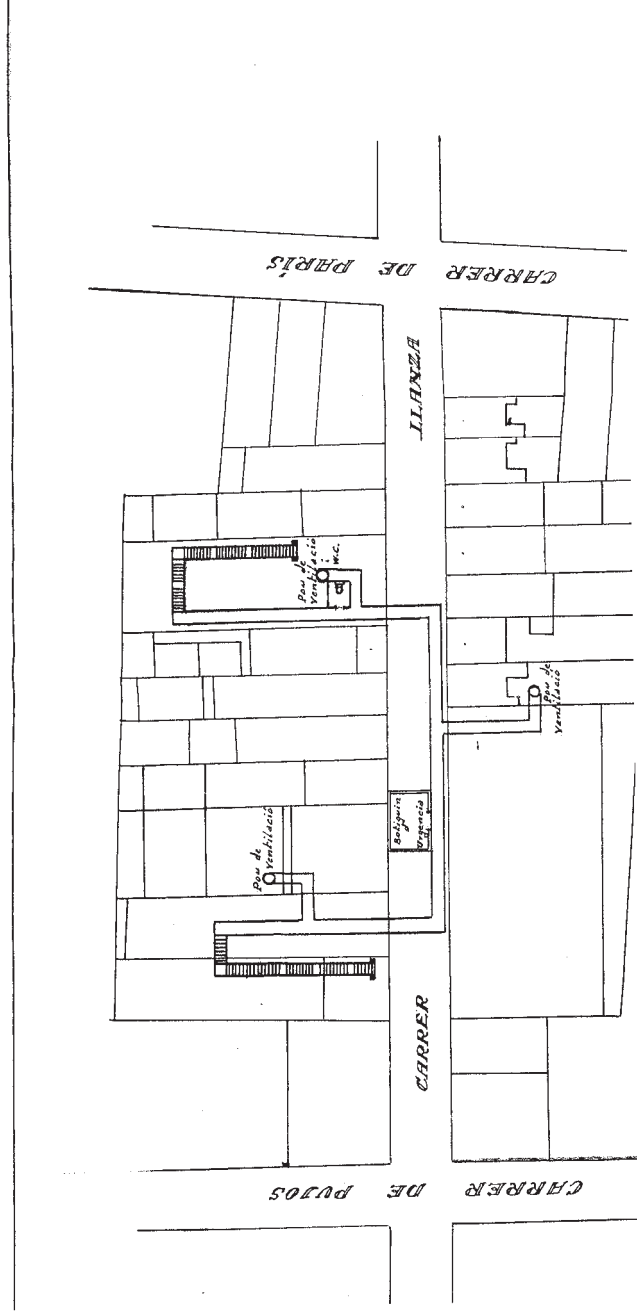 CARRER DE PARÍS
LLANZA
Pou de
Ventilació
W.C.
Pou de
Ventilació
Botiquin
d'
Urgencia
Pou de
Ventilació
CARRER
CARRER DE PUJOS